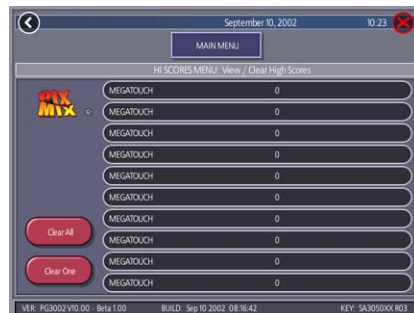 September 10, 2002 10:23
MAIN MENU
HI SCORES MENU: View / Clear High Scores
PIX
MIX
MEGATOUCH 0
MEGATOUCH 0
MEGATOUCH 0
MEGATOUCH 0
MEGATOUCH 0
MEGATOUCH 0
MEGATOUCH 0
MEGATOUCH 0
MEGATOUCH 0
MEGATOUCH 0
Clear All
Clear One
VER: PG3002 V10.00 - Beta 1.00 BUILD: Sep 10 2002 08:16:42 KEY: SA3050XX R03